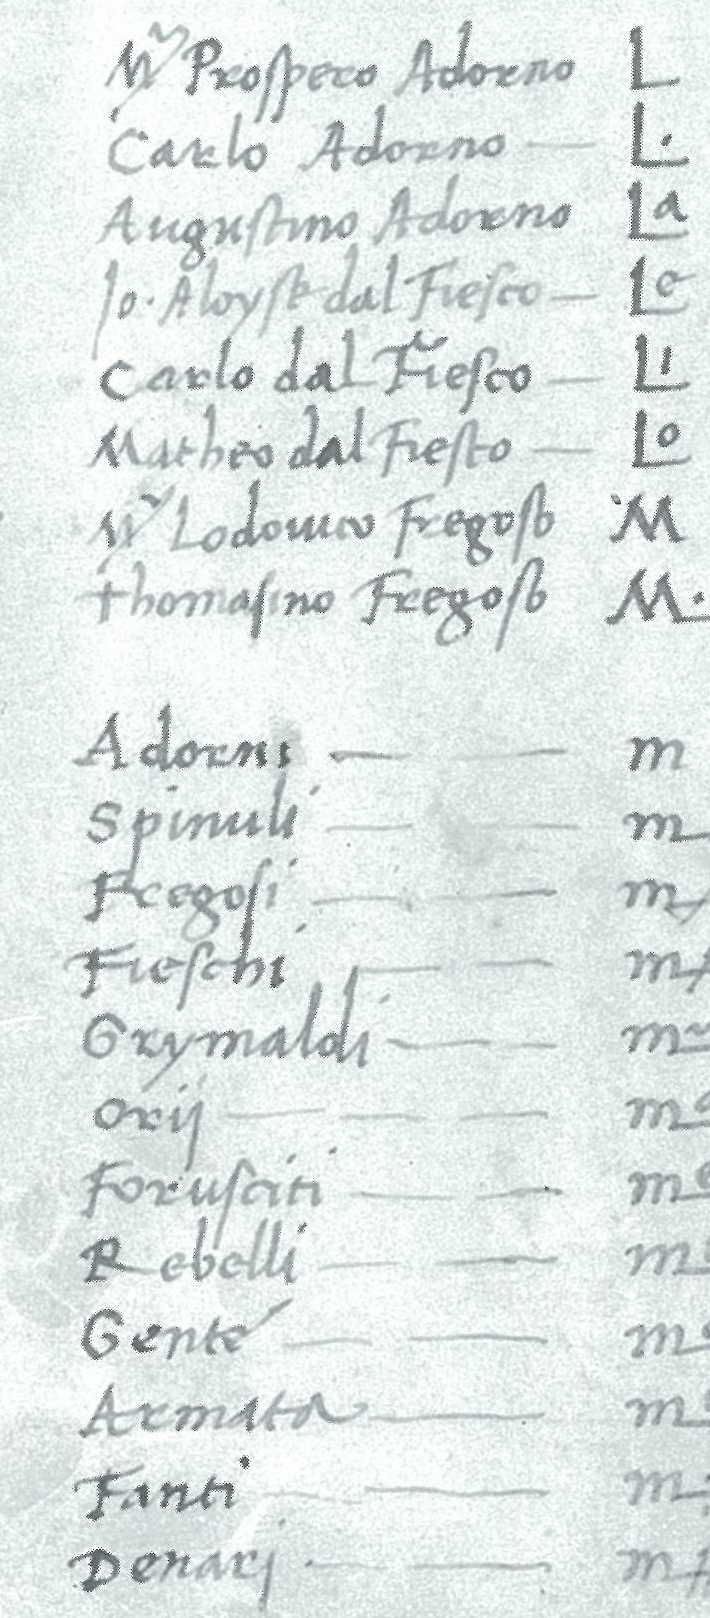 Mr Prospero Adorno L
Carlo Adorno — L.
Augustino Adorno La
Jo. Aloyse dal Fiesco — Le
Carlo dal Fiesco — Li
Matheo dal Fiesco — Lo
Mr Lodovico Fregoso M
Thomasino Fregoso M.
Adorni — — m
Spinuli — — m
Fregosi — — m
Fieschi — — m
Grymaldi — — m
Orij — — — m
Forusciti — — m
Rebelli — — m
Gente — — m
Armata — m
Fanti — — m
Denarj — — m